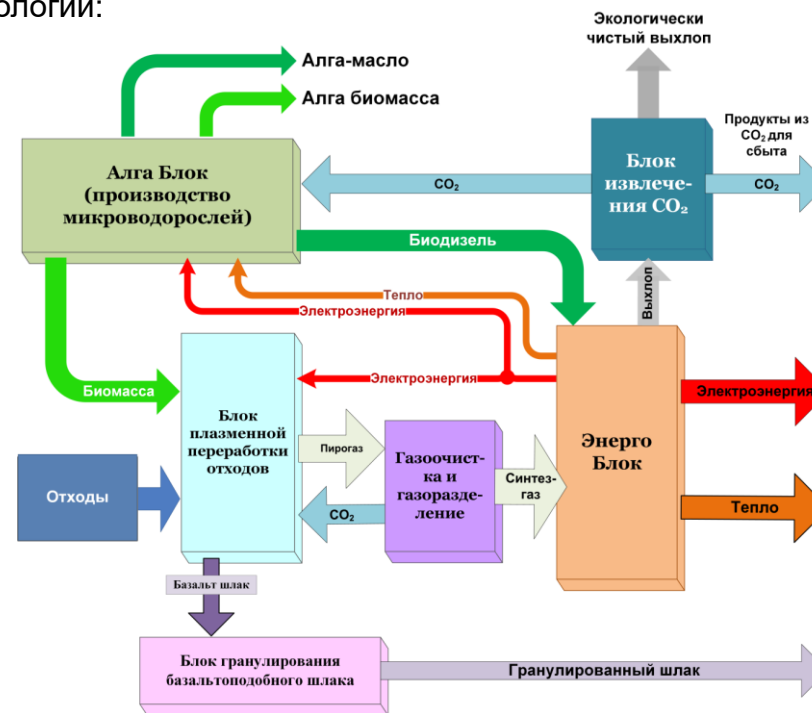 ологии:
Экологически
чистый выхлоп
Алга-масло
Алга биомасса
Продукты из
CO₂ для
сбыта
Алга Блок
(производство
микроводорослей)
CO₂
Блок
извлече-
ния CO₂
CO₂
Биодизель
Выхлоп
Тепло
Электроэнергия
Биомасса
Электроэнергия
Электроэнергия
Блок
плазменной
переработки
отходов
Пирогаз
Газоочист-
ка и
газоразде-
ление
Энерго
Блок
Отходы
Синтез-
газ
Тепло
CO₂
Базальт шлак
Блок гранулирования
базальтоподобного шлака
Гранулированный шлак